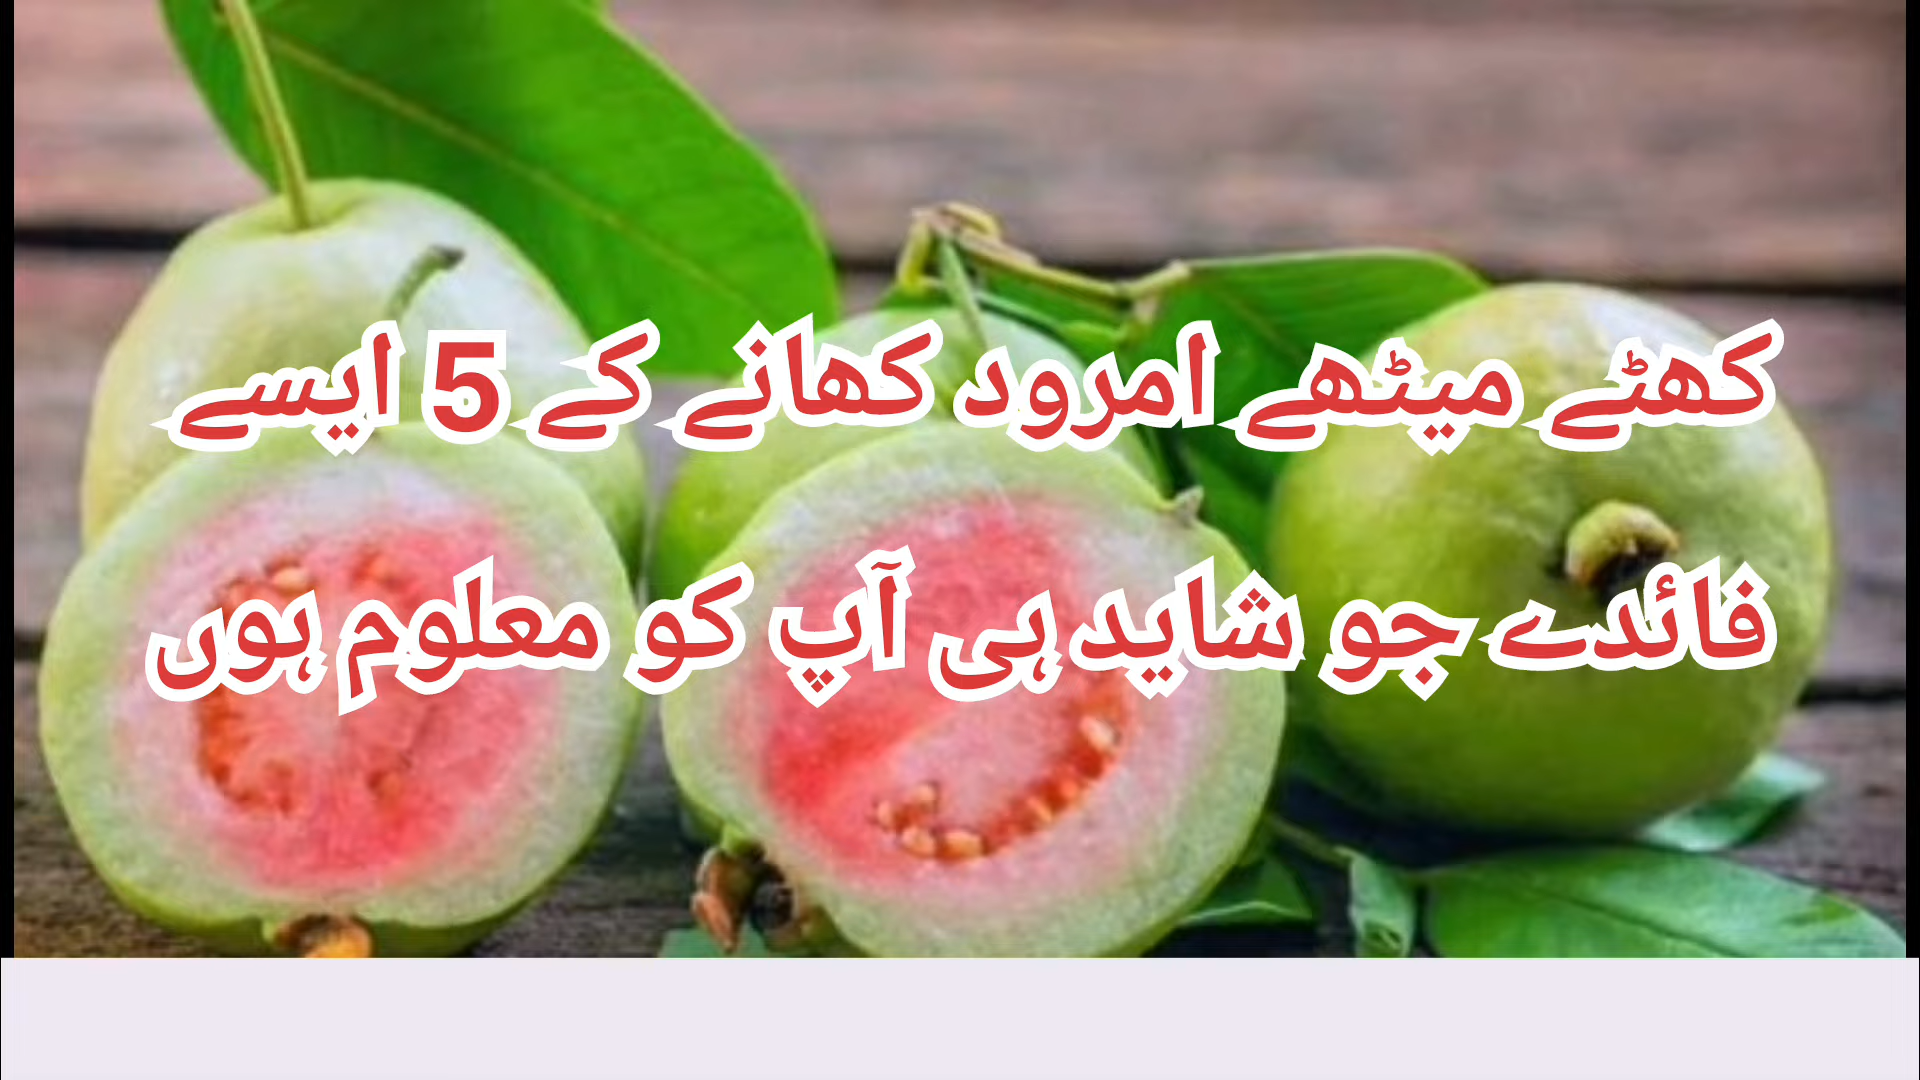 کھٹے میٹھے امرود کھانے کے 5 ایسے
فائدے جو شاید ہی آپ کو معلوم ہوں